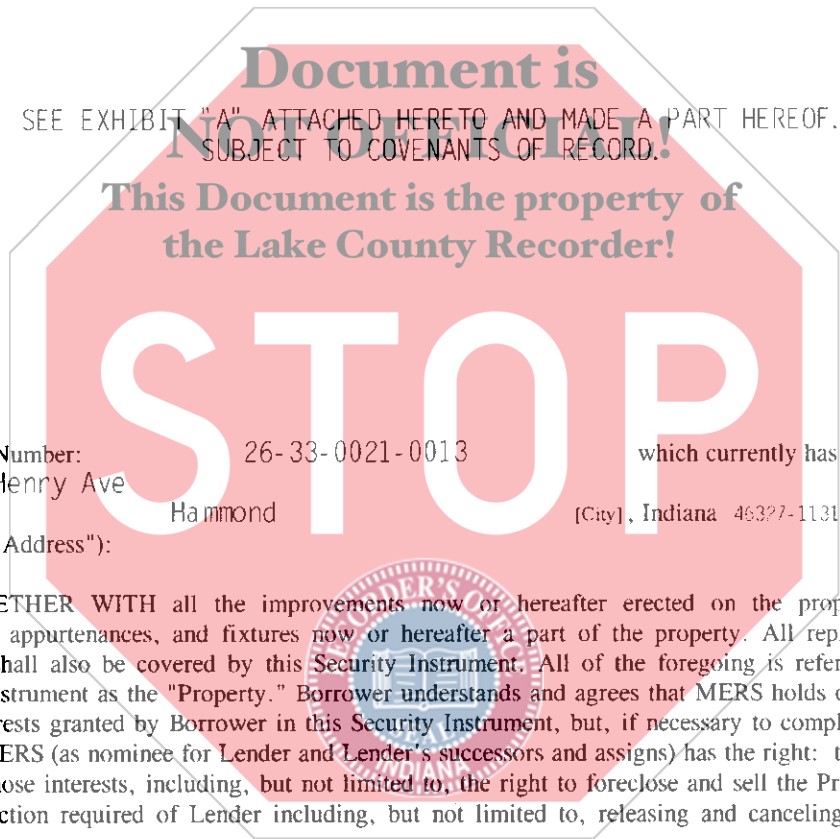 Document is
SEE EXHIBIT "A" ATTACHED HERETO AND MADE A PART HEREOF.
NOT OFFICIAL!
SUBJECT TO COVENANTS OF RECORD.
This Document is the property of
the Lake County Recorder!
STOP
Number: 26-33-0021-0013 which currently has
Henry Ave
Hammond [City], Indiana 46327-1131
Address"):
ETHER WITH all the improvements now or hereafter erected on the prop
appurtenances, and fixtures now or hereafter a part of the property. All rep
hall also be covered by this Security Instrument. All of the foregoing is refer
strument as the "Property." Borrower understands and agrees that MERS holds o
rests granted by Borrower in this Security Instrument, but, if necessary to compl
ERS (as nominee for Lender and Lender's successors and assigns) has the right: t
ose interests, including, but not limited to, the right to foreclose and sell the Pr
ction required of Lender including, but not limited to, releasing and canceling
RECORDER'S OFFIC
SEAL
INDIANA